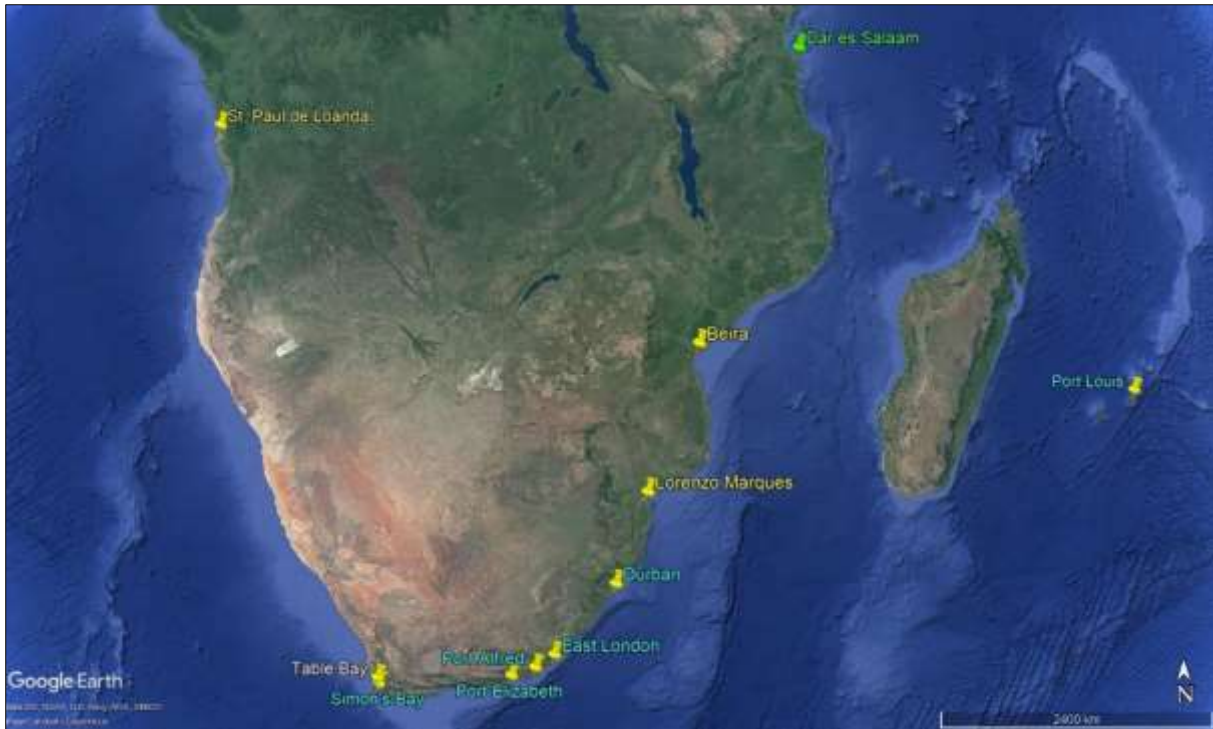 Dar es Salaam
St. Paul de Loanda
Beira
Port Louis
Lorenzo Marques
Durban
East London
Port Alfred
Table Bay
Port Elizabeth
Simon's Bay
Google Earth
N
2400 km